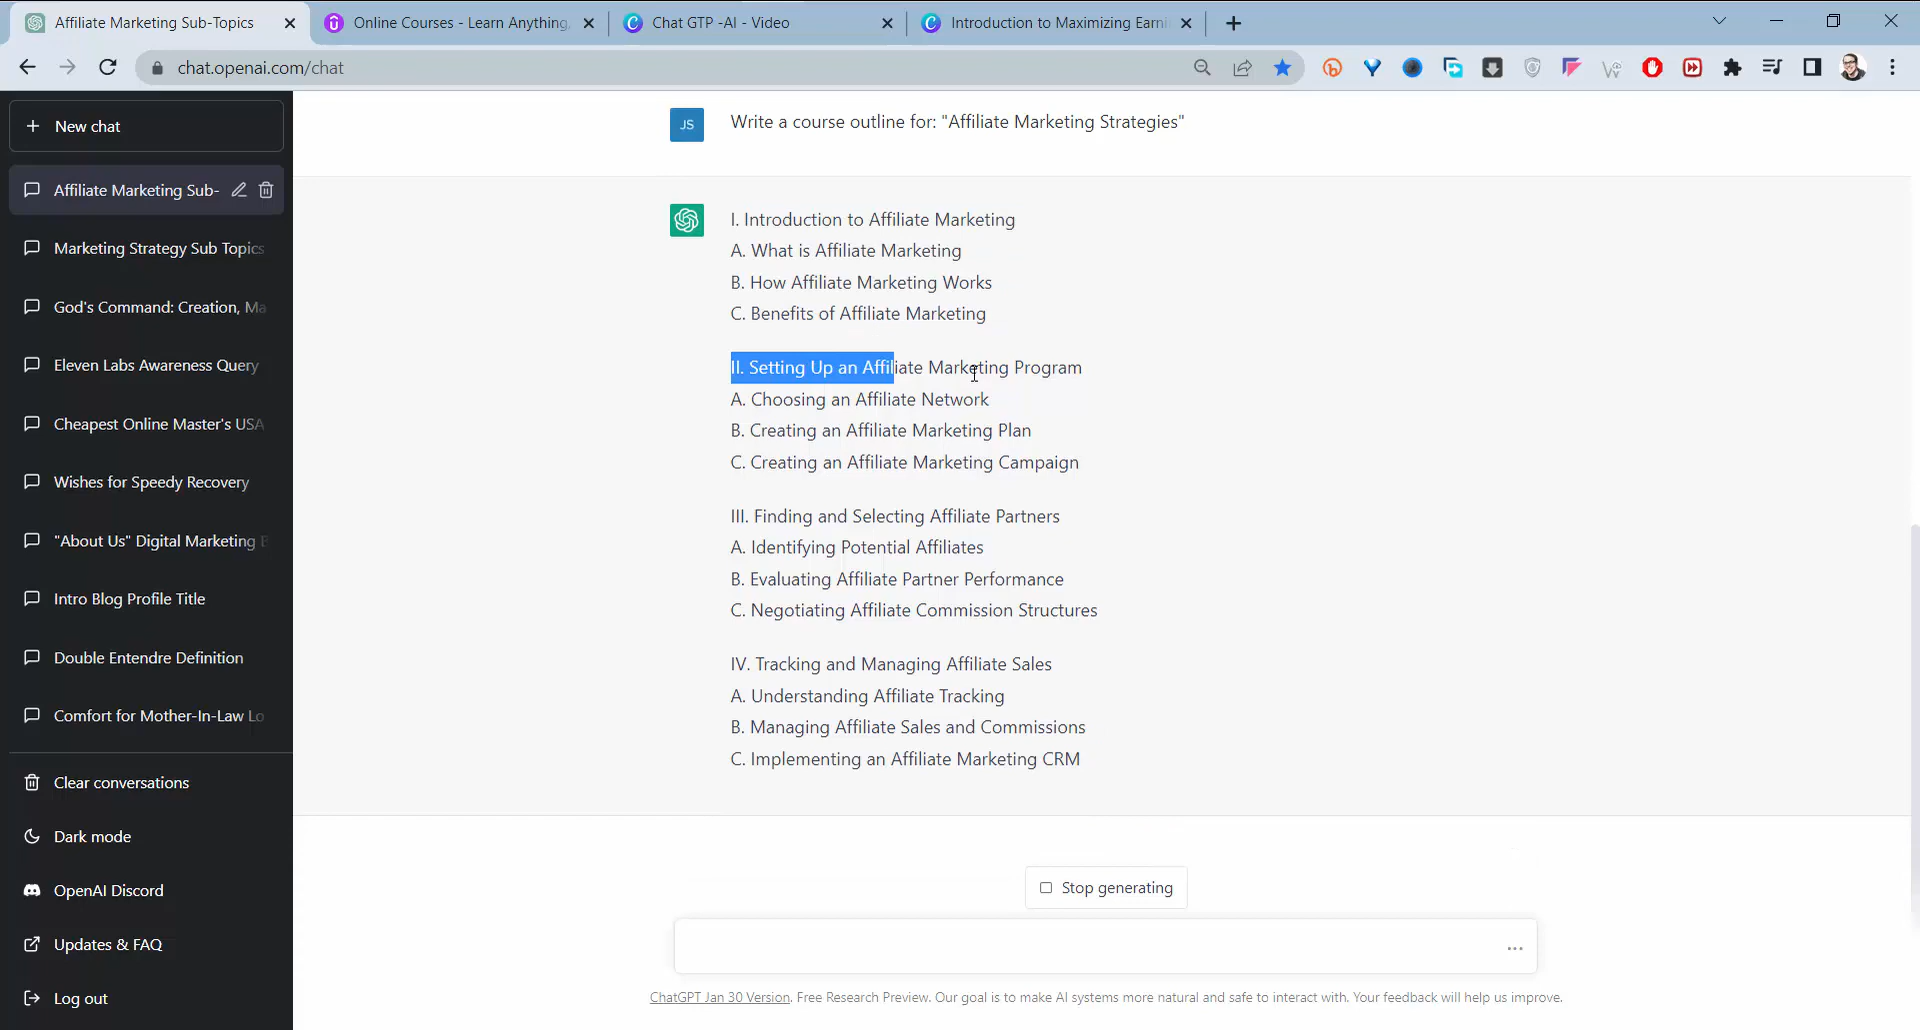 Affiliate Marketing Sub-Topics
Online Courses - Learn Anything,
Chat GTP -AI - Video
Introduction to Maximizing Earni
chat.openai.com/chat
New chat
Affiliate Marketing Sub-
Marketing Strategy Sub Topics
God's Command: Creation, Ma
Eleven Labs Awareness Query
Cheapest Online Master's USA
Wishes for Speedy Recovery
"About Us" Digital Marketing B
Intro Blog Profile Title
Double Entendre Definition
Comfort for Mother-In-Law Lo
Clear conversations
Dark mode
OpenAI Discord
Updates & FAQ
Log out
JS
Write a course outline for: "Affiliate Marketing Strategies"
I. Introduction to Affiliate Marketing
A. What is Affiliate Marketing
B. How Affiliate Marketing Works
C. Benefits of Affiliate Marketing
II. Setting Up an Affiliate Marketing Program
A. Choosing an Affiliate Network
B. Creating an Affiliate Marketing Plan
C. Creating an Affiliate Marketing Campaign
III. Finding and Selecting Affiliate Partners
A. Identifying Potential Affiliates
B. Evaluating Affiliate Partner Performance
C. Negotiating Affiliate Commission Structures
IV. Tracking and Managing Affiliate Sales
A. Understanding Affiliate Tracking
B. Managing Affiliate Sales and Commissions
C. Implementing an Affiliate Marketing CRM
Stop generating
ChatGPT Jan 30 Version. Free Research Preview. Our goal is to make AI systems more natural and safe to interact with. Your feedback will help us improve.